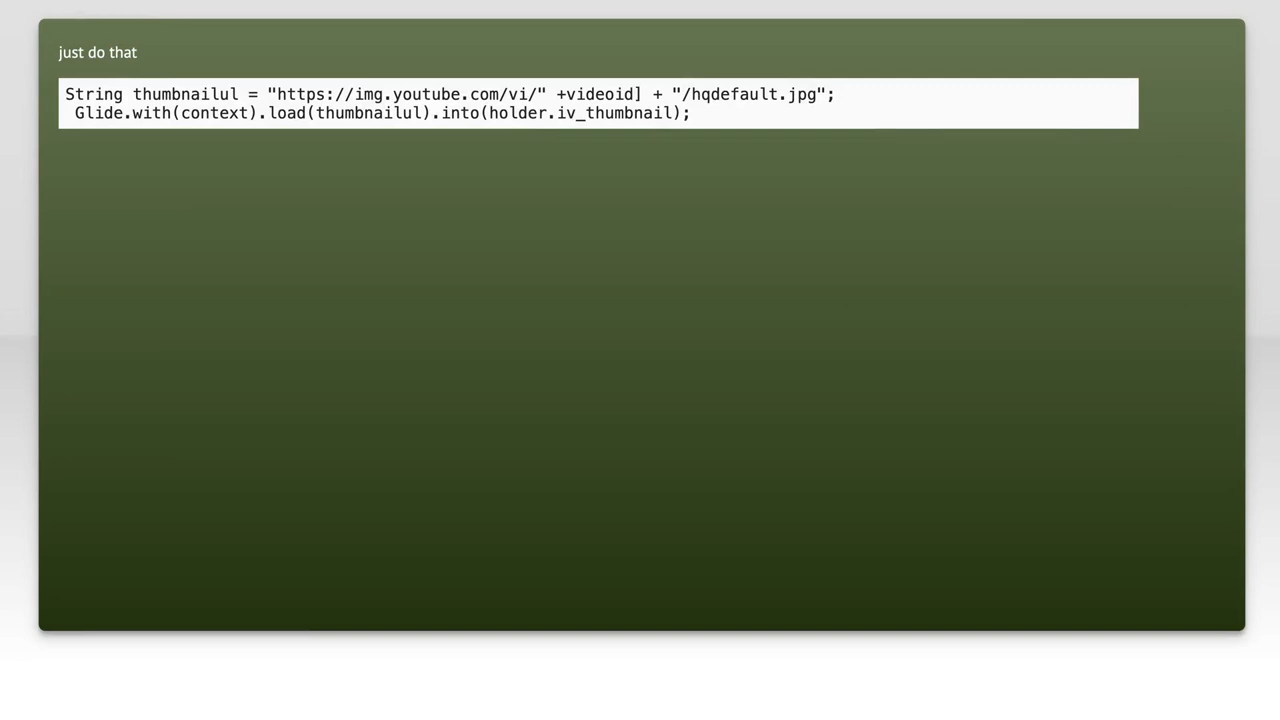 just do that
String thumbnailul = "https://img.youtube.com/vi/" +videoid] + "/hqdefault.jpg";
Glide.with(context).load(thumbnailul).into(holder.iv_thumbnail);